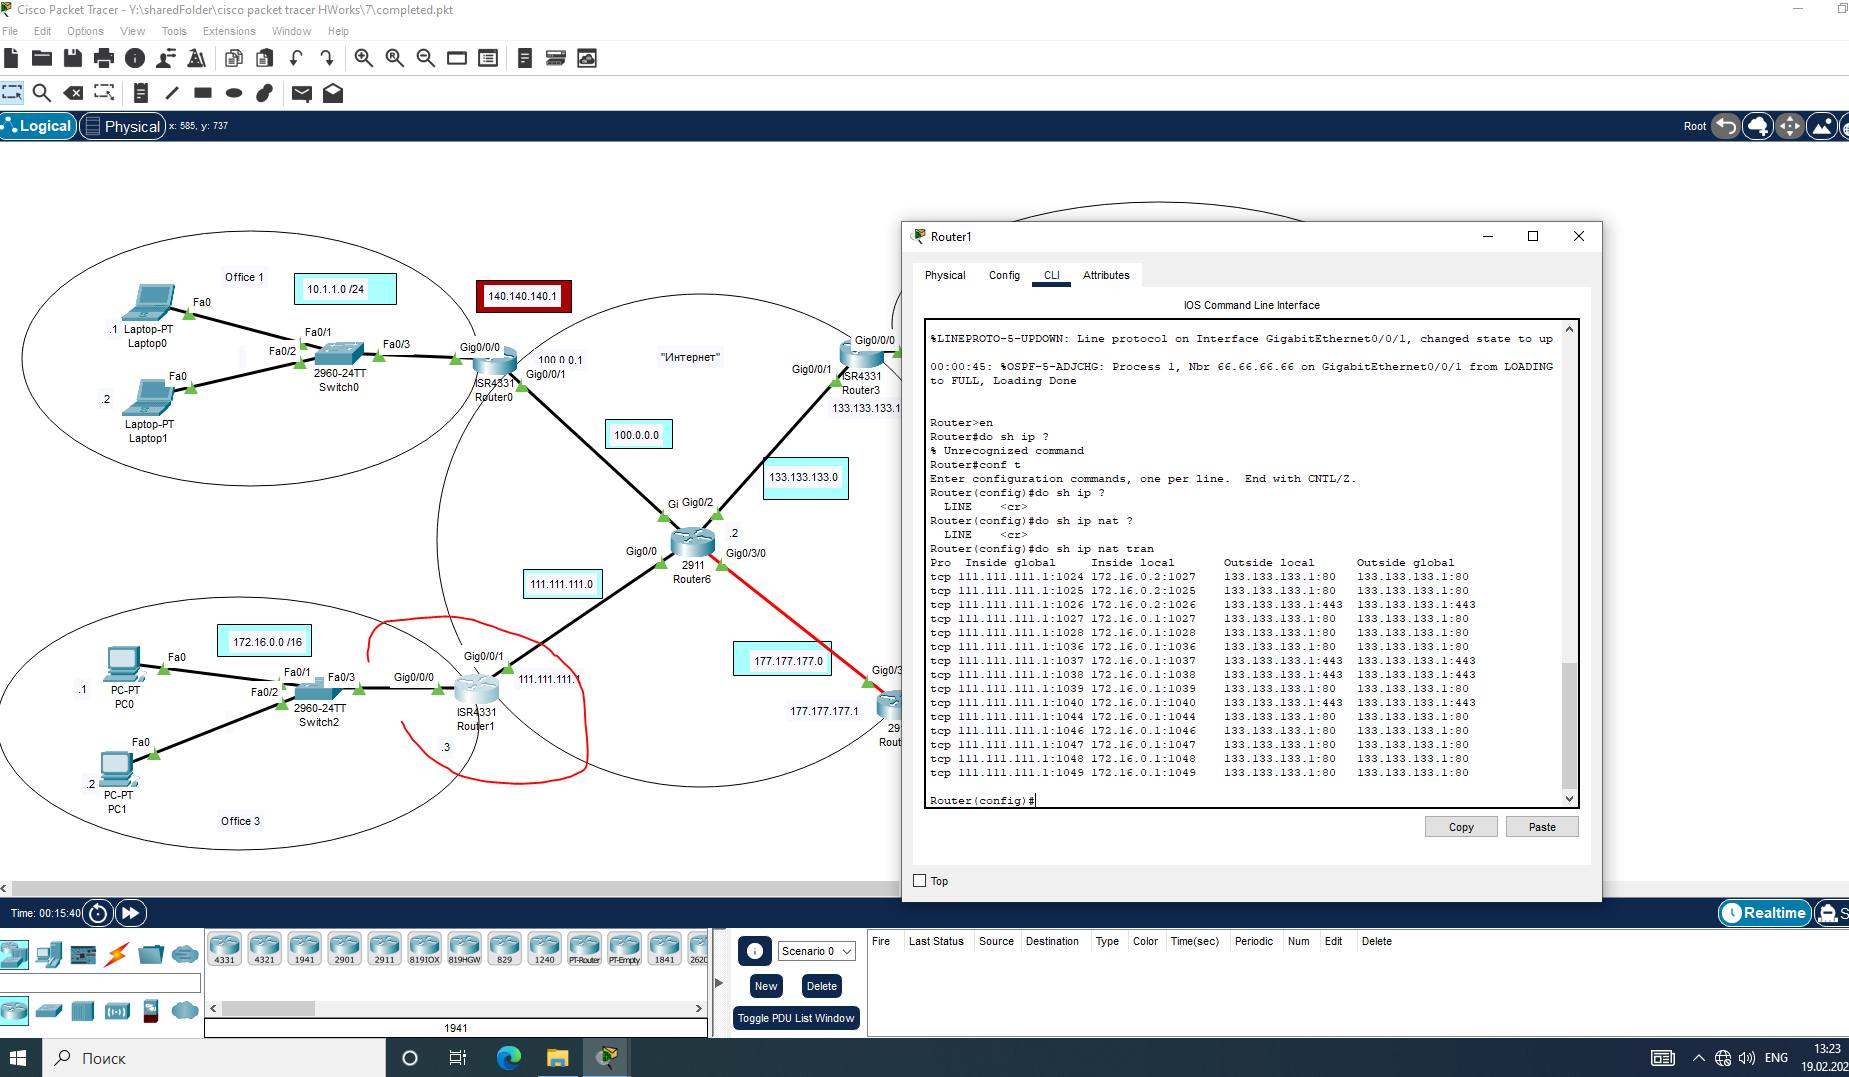 Cisco Packet Tracer - Y:\sharedFolder\cisco packet tracer HWorks\7\completed.pkt
File Edit Options View Tools Extensions Window Help
Logical Physical x: 585, y: 737 Root
Office 1
10.1.1.0 /24
140.140.140.1
Fa0
.1 Laptop-PT
Laptop0
Fa0/1
Fa0/2
Fa0/3
2960-24TT
Switch0
Fa0
.2
Laptop-PT
Laptop1
Gig0/0/0
100.0.0.1
Gig0/0/1
ISR4331
Router0
"Интернет"
Gig0/0/0
Gig0/0/1
ISR4331
Router3
133.133.133.1
100.0.0.0
133.133.133.0
Gi Gig0/2
.2
Gig0/0
Gig0/3/0
2911
Router6
111.111.111.0
177.177.177.0
Gig0/3
177.177.177.1
29
Rout
172.16.0.0 /16
Fa0
.1
PC-PT
PC0
Fa0/1
Fa0/2
Fa0/3
2960-24TT
Switch2
Gig0/0/0
Gig0/0/1
111.111.111.1
ISR4331
Router1
.3
Fa0
.2
PC-PT
PC1
Office 3
Router1
Physical Config CLI Attributes
IOS Command Line Interface
%LINEPROTO-5-UPDOWN: Line protocol on Interface GigabitEthernet0/0/1, changed state to up
00:00:45: %OSPF-5-ADJCHG: Process 1, Nbr 66.66.66.66 on GigabitEthernet0/0/1 from LOADING
to FULL, Loading Done
Router>en
Router#do sh ip ?
% Unrecognized command
Router#conf t
Enter configuration commands, one per line. End with CNTL/Z.
Router(config)#do sh ip ?
LINE <cr>
Router(config)#do sh ip nat ?
LINE <cr>
Router(config)#do sh ip nat tran
Pro Inside global Inside local Outside local Outside global
tcp 111.111.111.1:1024 172.16.0.2:1027 133.133.133.1:80 133.133.133.1:80
tcp 111.111.111.1:1025 172.16.0.2:1025 133.133.133.1:80 133.133.133.1:80
tcp 111.111.111.1:1026 172.16.0.2:1026 133.133.133.1:443 133.133.133.1:443
tcp 111.111.111.1:1027 172.16.0.1:1027 133.133.133.1:80 133.133.133.1:80
tcp 111.111.111.1:1028 172.16.0.1:1028 133.133.133.1:80 133.133.133.1:80
tcp 111.111.111.1:1036 172.16.0.1:1036 133.133.133.1:80 133.133.133.1:80
tcp 111.111.111.1:1037 172.16.0.1:1037 133.133.133.1:443 133.133.133.1:443
tcp 111.111.111.1:1038 172.16.0.1:1038 133.133.133.1:443 133.133.133.1:443
tcp 111.111.111.1:1039 172.16.0.1:1039 133.133.133.1:80 133.133.133.1:80
tcp 111.111.111.1:1040 172.16.0.1:1040 133.133.133.1:443 133.133.133.1:443
tcp 111.111.111.1:1044 172.16.0.1:1044 133.133.133.1:80 133.133.133.1:80
tcp 111.111.111.1:1046 172.16.0.1:1046 133.133.133.1:80 133.133.133.1:80
tcp 111.111.111.1:1047 172.16.0.1:1047 133.133.133.1:80 133.133.133.1:80
tcp 111.111.111.1:1048 172.16.0.1:1048 133.133.133.1:80 133.133.133.1:80
tcp 111.111.111.1:1049 172.16.0.1:1049 133.133.133.1:80 133.133.133.1:80
Router(config)#
Copy Paste
Top
Time: 00:15:40
Realtime S
4331 4321 1941 2901 2911 819IOX 819HGW 829 1240 PT-Router PT-Empty 1841 2620
1941
Scenario 0
New Delete
Toggle PDU List Window
Fire Last Status Source Destination Type Color Time(sec) Periodic Num Edit Delete
Поиск
ENG
13:23
19.02.202